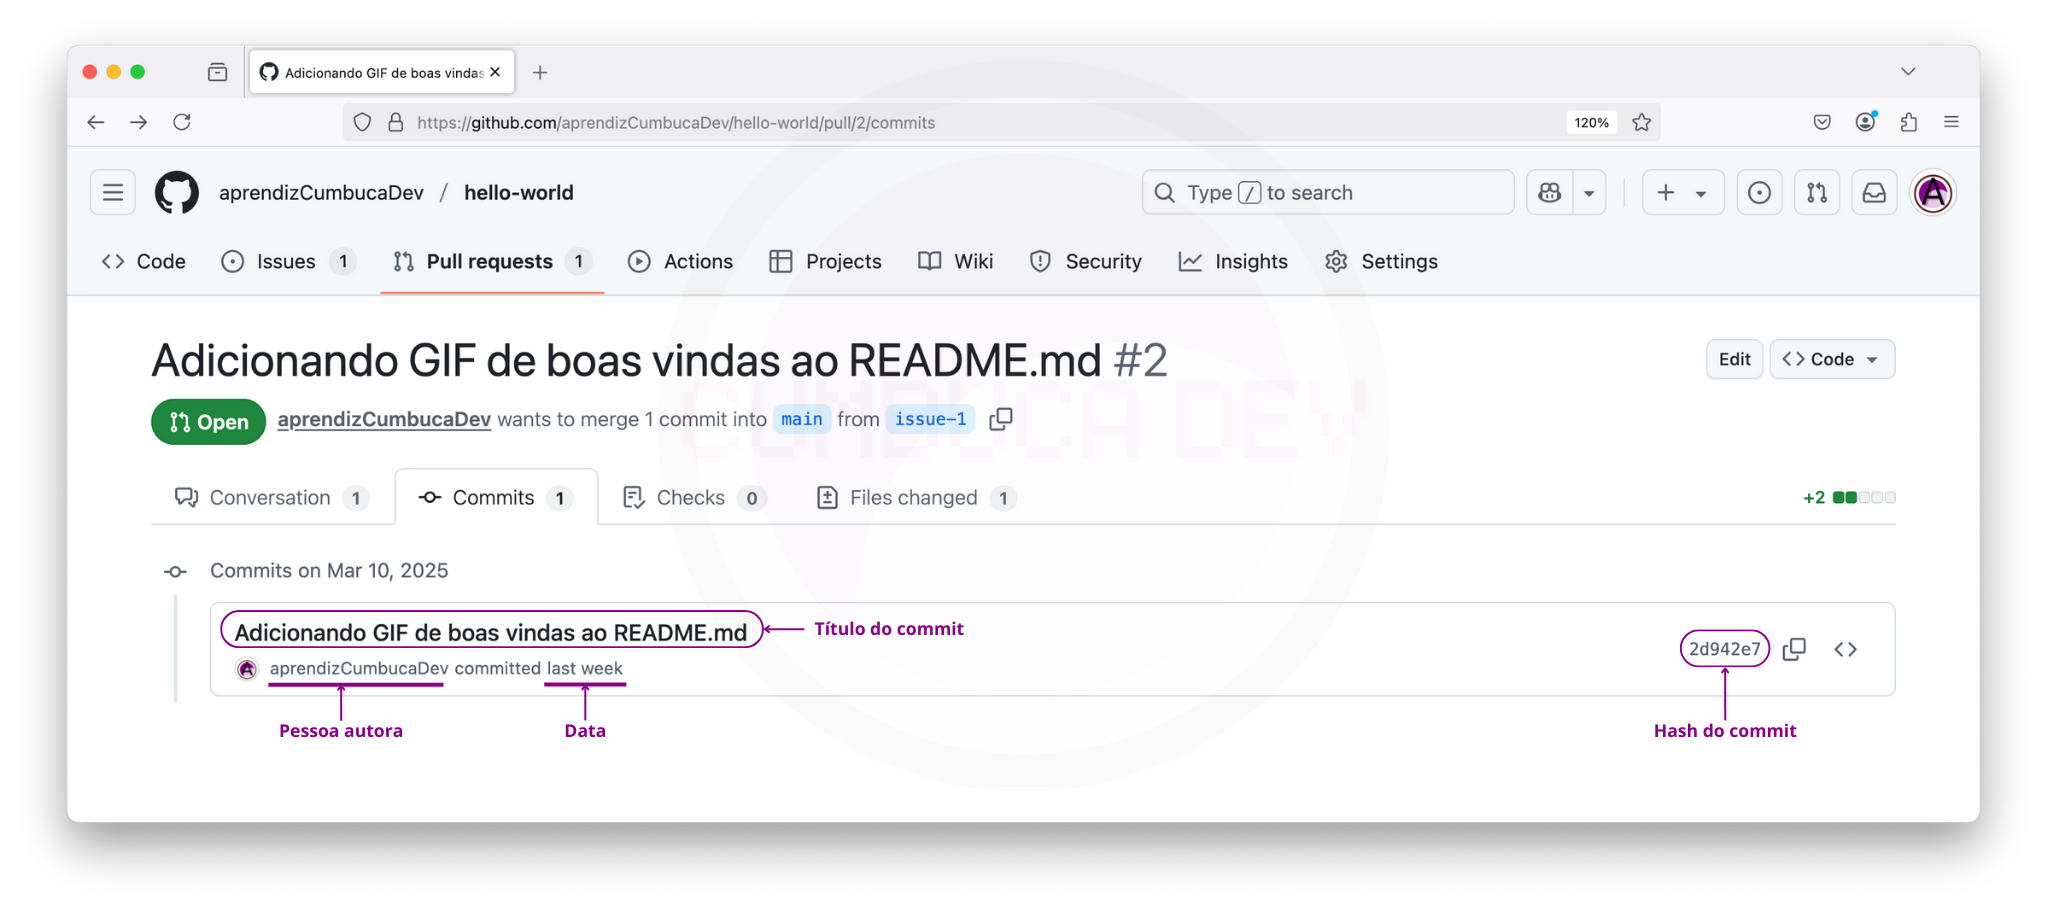 Adicionando GIF de boas vindas
https://github.com/aprendizCumbucaDev/hello-world/pull/2/commits
120%
aprendizCumbucaDev / hello-world
Type / to search
Code
Issues 1
Pull requests 1
Actions
Projects
Wiki
Security
Insights
Settings
Adicionando GIF de boas vindas ao README.md #2
Edit
Code
Open
aprendizCumbucaDev wants to merge 1 commit into main from issue-1
CUMBUCA DEV
Conversation 1
Commits 1
Checks 0
Files changed 1
+2
Commits on Mar 10, 2025
Adicionando GIF de boas vindas ao README.md
Título do commit
aprendizCumbucaDev committed last week
2d942e7
Pessoa autora
Data
Hash do commit